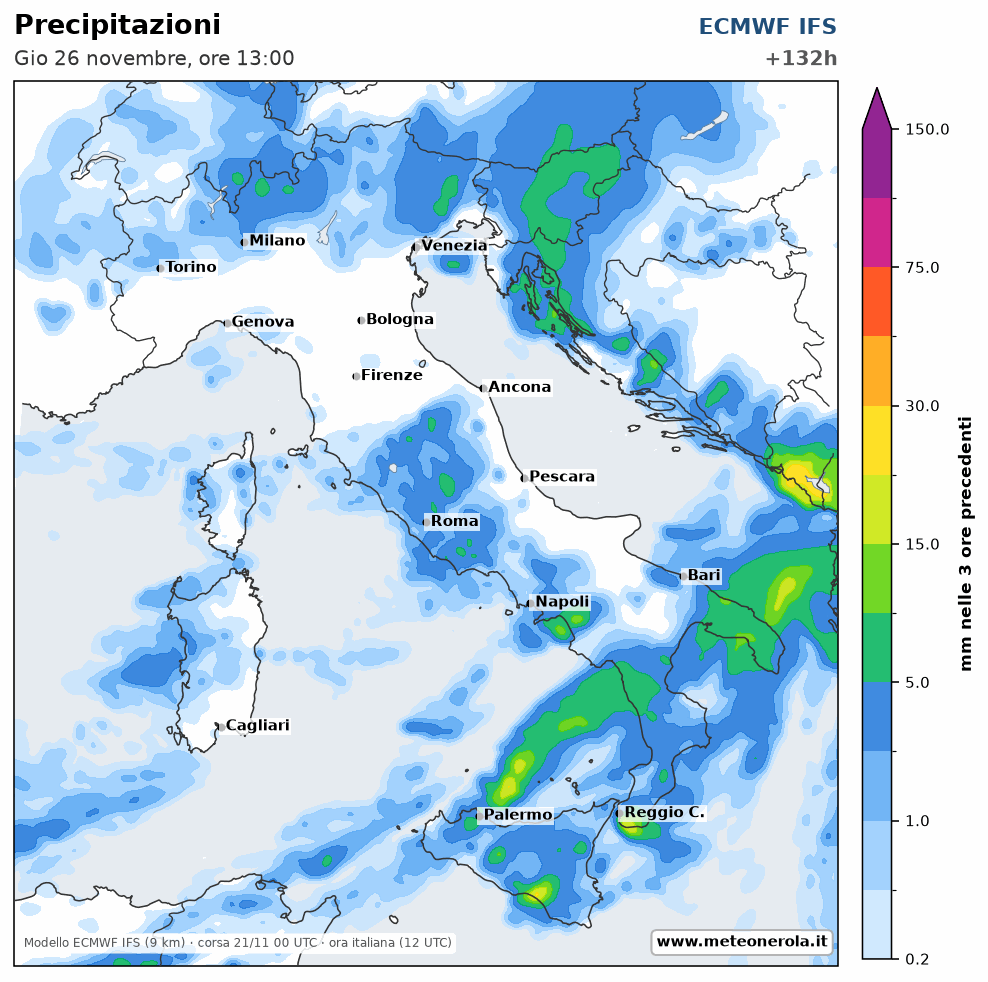 Precipitazioni
ECMWF IFS
Gio 26 novembre, ore 13:00
+132h
150.0
75.0
30.0
15.0
5.0
1.0
0.2
mm nelle 3 ore precedenti
Milano
Venezia
Torino
Genova
Bologna
Firenze
Ancona
Pescara
Roma
Bari
Napoli
Cagliari
Palermo
Reggio C.
Modello ECMWF IFS (9 km) · corsa 21/11 00 UTC · ora italiana (12 UTC)
www.meteonerola.it